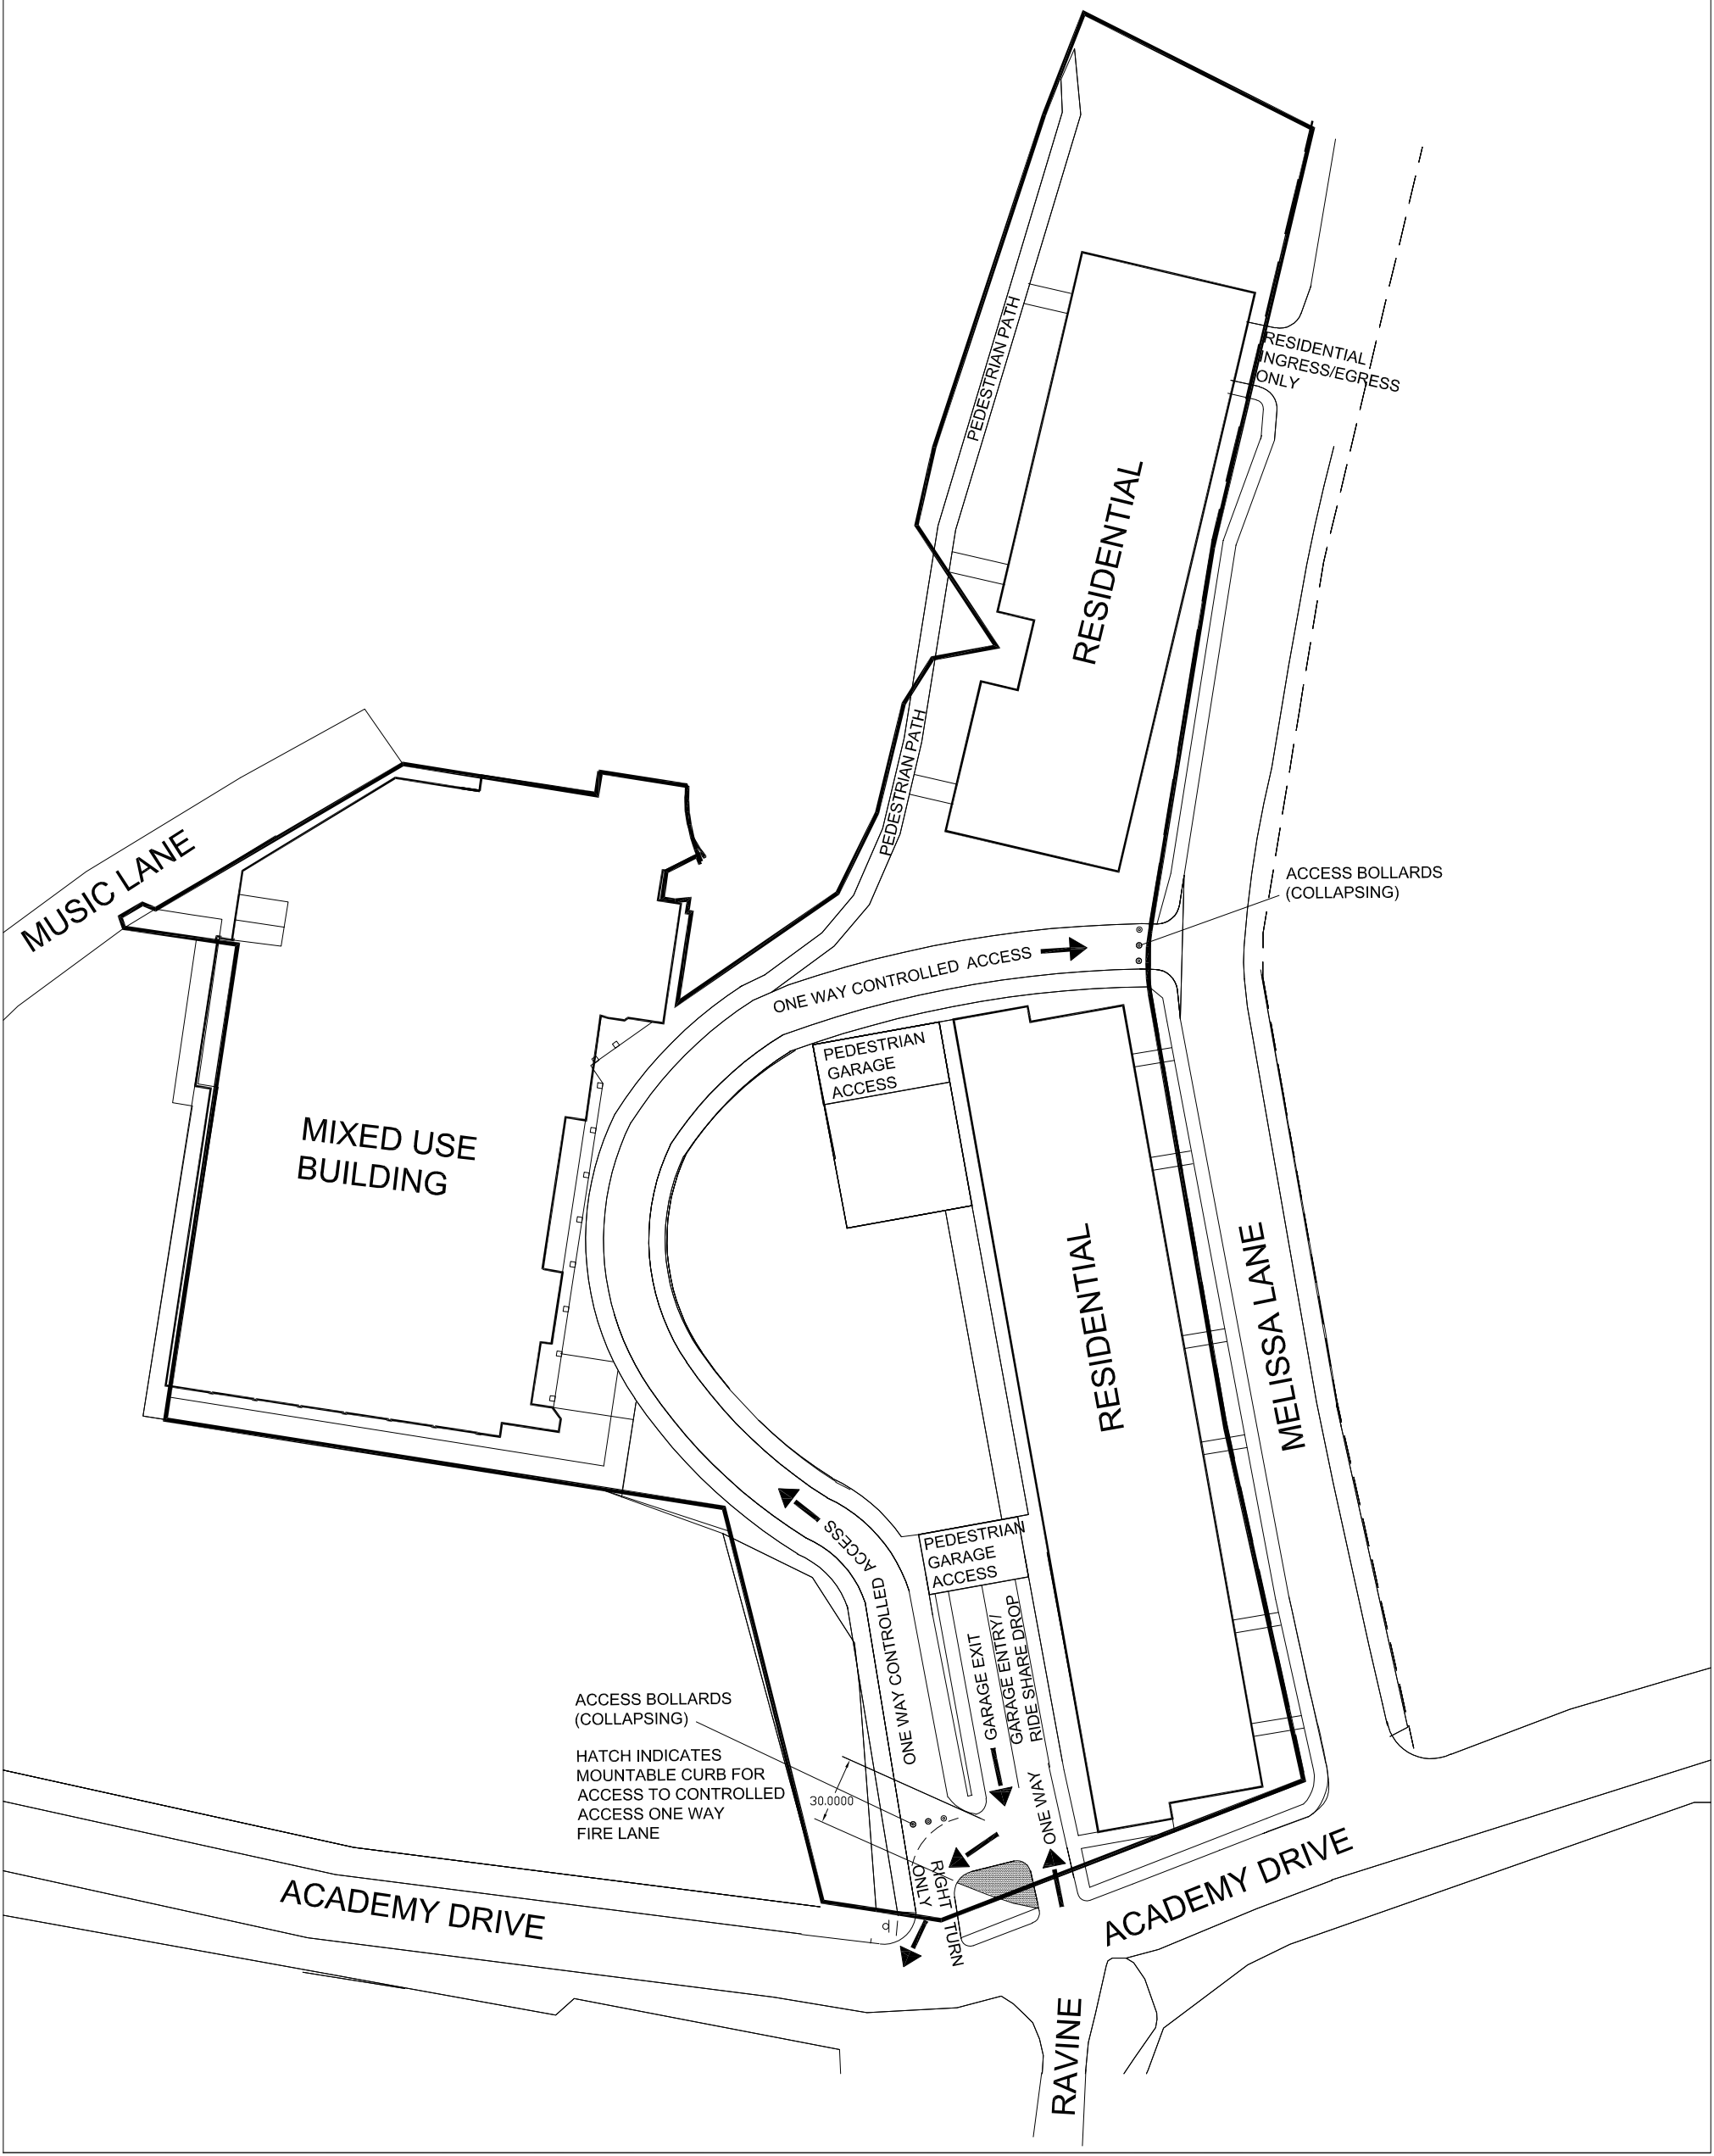 PEDESTRIAN PATH
RESIDENTIAL
INGRESS/EGRESS
ONLY
RESIDENTIAL
PEDESTRIAN PATH
MUSIC LANE
ACCESS BOLLARDS
(COLLAPSING)
ONE WAY CONTROLLED ACCESS
PEDESTRIAN
GARAGE
ACCESS
MIXED USE
BUILDING
RESIDENTIAL
MELISSA LANE
ONE WAY CONTROLLED ACCESS
PEDESTRIAN
GARAGE
ACCESS
GARAGE EXIT
GARAGE ENTRY/
RIDE SHARE DROP
ONE WAY
ACCESS BOLLARDS
(COLLAPSING)
HATCH INDICATES
MOUNTABLE CURB FOR
ACCESS TO CONTROLLED
ACCESS ONE WAY
FIRE LANE
30.0000
RIGHT TURN
ONLY
ACADEMY DRIVE
ACADEMY DRIVE
RAVINE